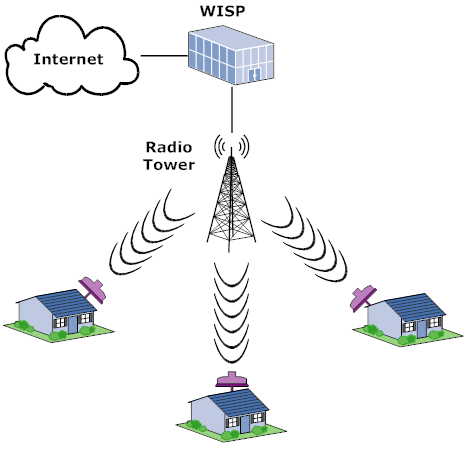 WISP
Internet
Radio
Tower